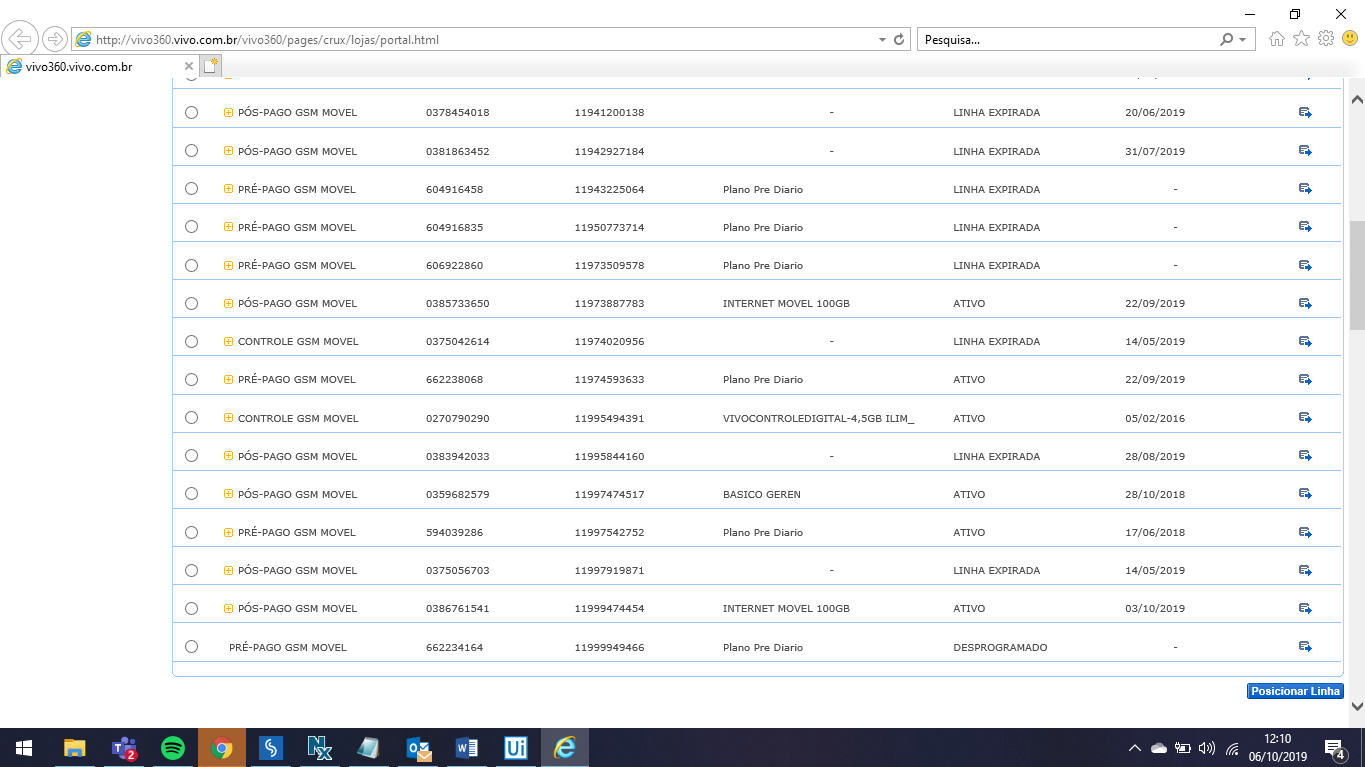 http://vivo360.vivo.com.br/vivo360/pages/crux/lojas/portal.html
Pesquisa...
vivo360.vivo.com.br
PÓS-PAGO GSM MOVEL 0378454018 11941200138 - LINHA EXPIRADA 20/06/2019
PÓS-PAGO GSM MOVEL 0381863452 11942927184 - LINHA EXPIRADA 31/07/2019
PRÉ-PAGO GSM MOVEL 604916458 11943225064 Plano Pre Diario LINHA EXPIRADA -
PRÉ-PAGO GSM MOVEL 604916835 11950773714 Plano Pre Diario LINHA EXPIRADA -
PRÉ-PAGO GSM MOVEL 606922860 11973509578 Plano Pre Diario LINHA EXPIRADA -
PÓS-PAGO GSM MOVEL 0385733650 11973887783 INTERNET MOVEL 100GB ATIVO 22/09/2019
CONTROLE GSM MOVEL 0375042614 11974020956 - LINHA EXPIRADA 14/05/2019
PRÉ-PAGO GSM MOVEL 662238068 11974593633 Plano Pre Diario ATIVO 22/09/2019
CONTROLE GSM MOVEL 0270790290 11995494391 VIVOCONTROLEDIGITAL-4,5GB ILIM_ ATIVO 05/02/2016
PÓS-PAGO GSM MOVEL 0383942033 11995844160 - LINHA EXPIRADA 28/08/2019
PÓS-PAGO GSM MOVEL 0359682579 11997474517 BASICO GEREN ATIVO 28/10/2018
PRÉ-PAGO GSM MOVEL 594039286 11997542752 Plano Pre Diario ATIVO 17/06/2018
PÓS-PAGO GSM MOVEL 0375056703 11997919871 - LINHA EXPIRADA 14/05/2019
PÓS-PAGO GSM MOVEL 0386761541 11999474454 INTERNET MOVEL 100GB ATIVO 03/10/2019
PRÉ-PAGO GSM MOVEL 662234164 11999949466 Plano Pre Diario DESPROGRAMADO -
Posicionar Linha
2
Ui
12:10
06/10/2019
4